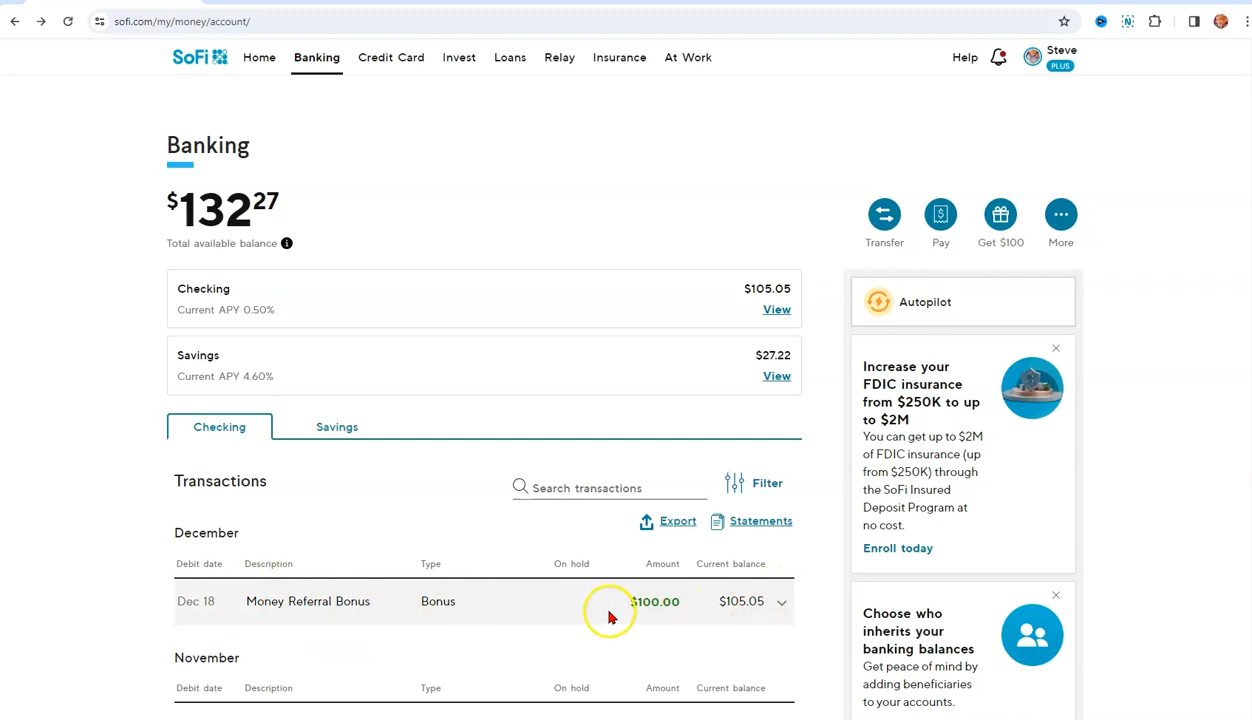 sofi.com/my/money/account/
SoFi Home Banking Credit Card Invest Loans Relay Insurance At Work Help Steve
PLUS
Banking
$132 27
Total available balance
Transfer Pay Get $100 More
Checking $105.05
Current APY 0.50% View
Savings $27.22
Current APY 4.60% View
Checking Savings
Transactions Search transactions Filter
Export Statements
December
Debit date Description Type On hold Amount Current balance
Dec 18 Money Referral Bonus Bonus $100.00 $105.05
November
Debit date Description Type On hold Amount Current balance
Autopilot
Increase your
FDIC insurance
from $250K to up
to $2M
You can get up to $2M
of FDIC insurance (up
from $250K) through
the SoFi Insured
Deposit Program at
no cost.
Enroll today
Choose who
inherits your
banking balances
Get peace of mind by
adding beneficiaries
to your accounts.